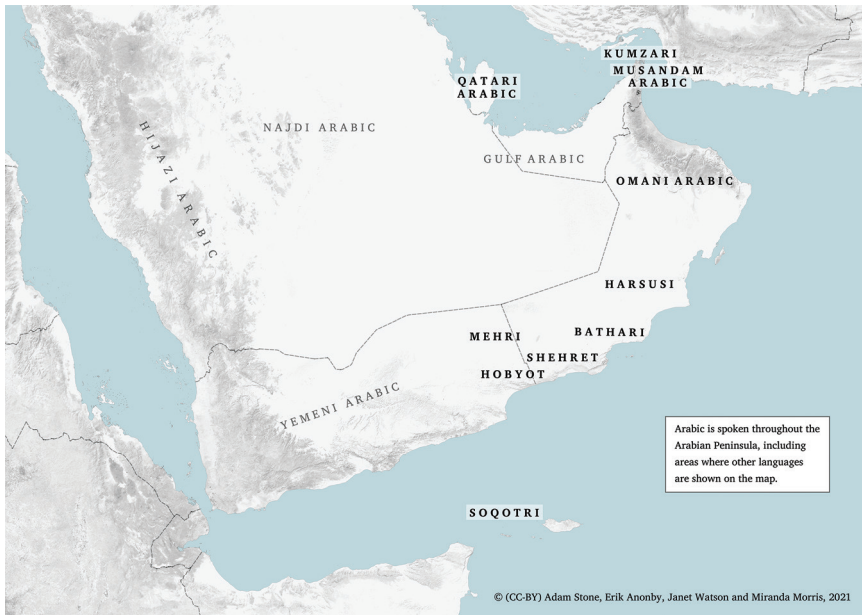 KUMZARI
MUSANDAM
ARABIC
QATARI
ARABIC
HIJAZI ARABIC
NAJDI ARABIC
GULF ARABIC
OMANI ARABIC
HARSUSI
MEHRI
BATHARI
SHEHRET
HOBYOT
YEMENI ARABIC
Arabic is spoken throughout the
Arabian Peninsula, including
areas where other languages
are shown on the map.
SOQOTRI
© (CC-BY) Adam Stone, Erik Anonby, Janet Watson and Miranda Morris, 2021